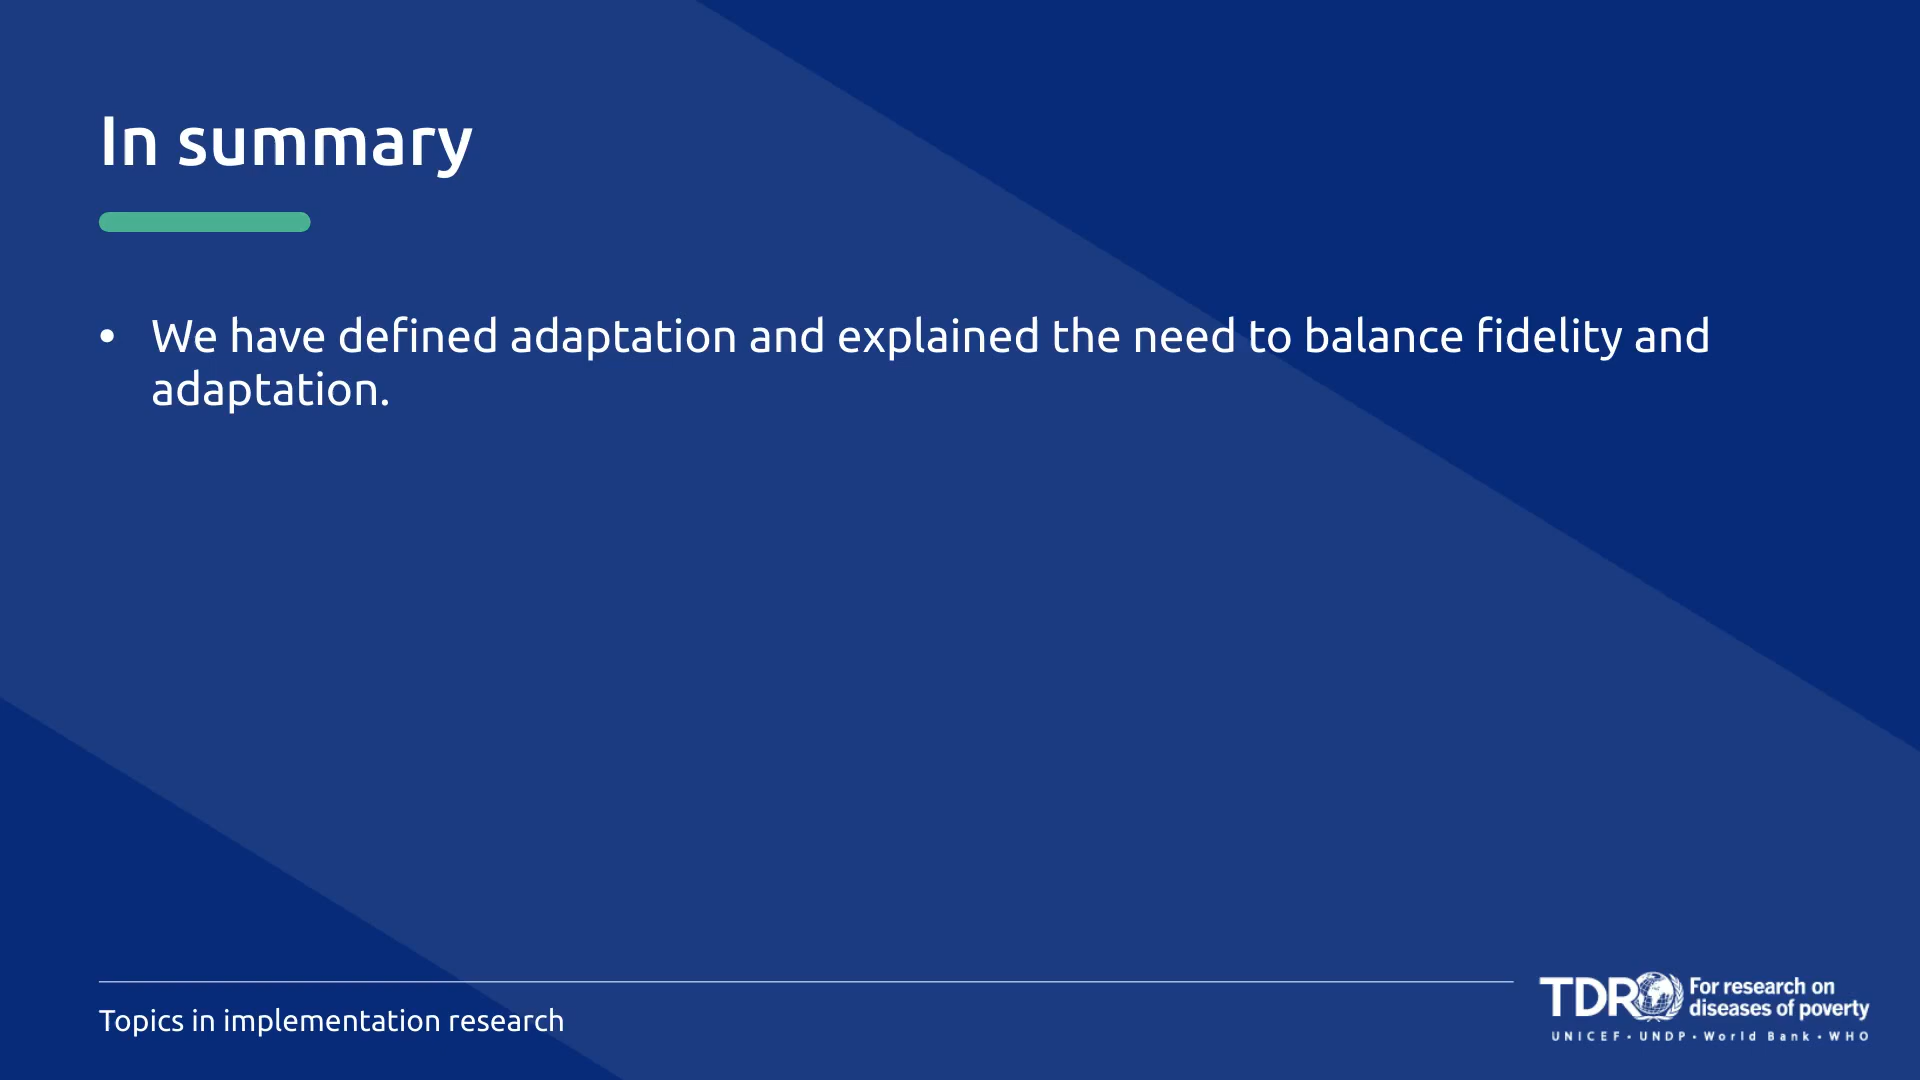 In summary
• We have defined adaptation and explained the need to balance fidelity and
adaptation.
Topics in implementation research
TDR For research on
diseases of poverty
UNICEF • UNDP • World Bank • WHO